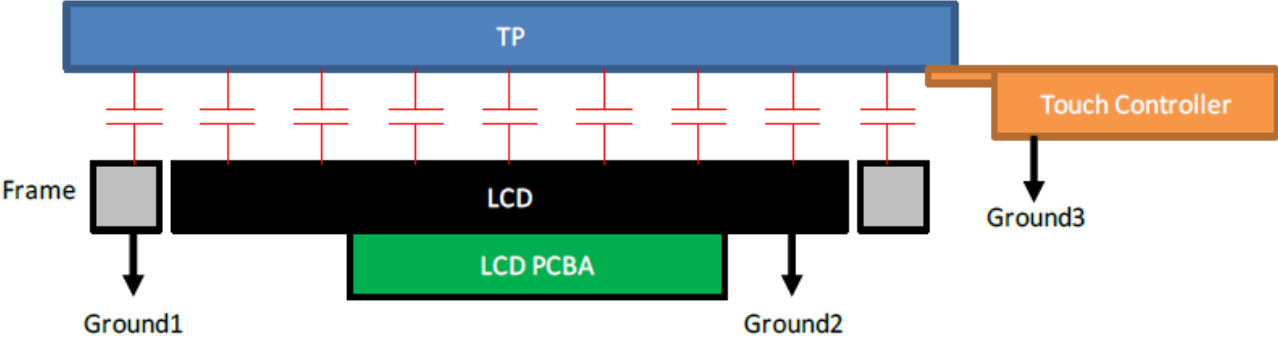 TP
Touch Controller
Frame
LCD
Ground3
LCD PCBA
Ground1
Ground2